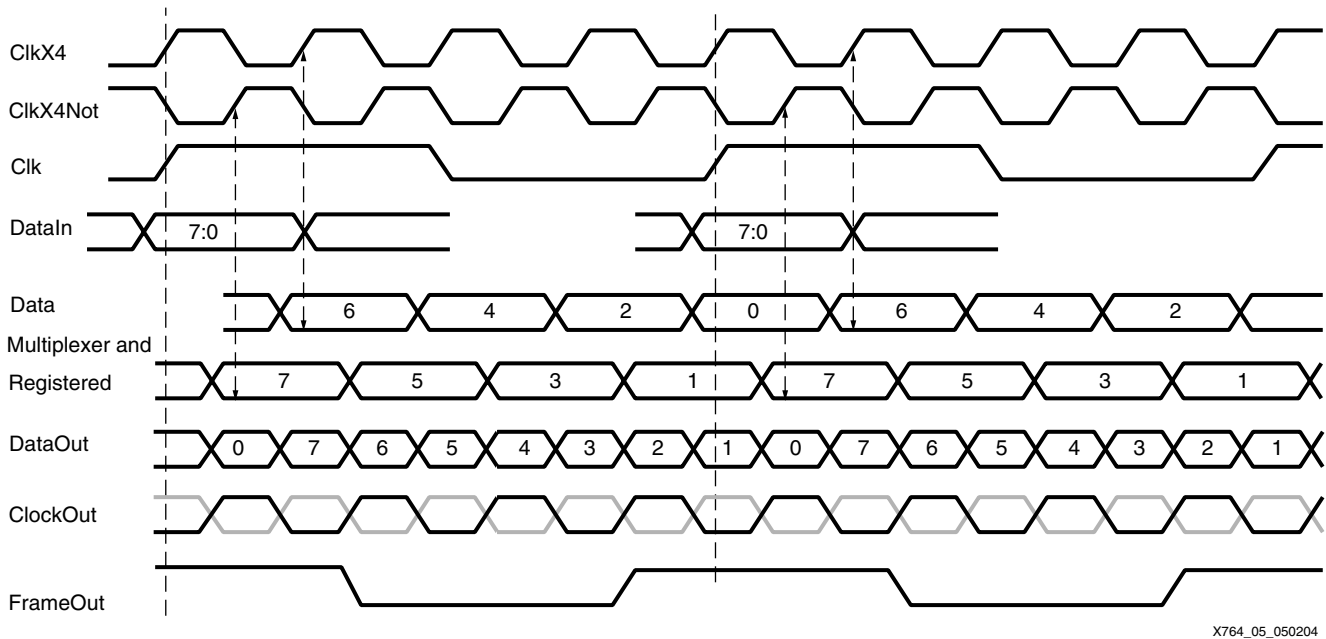 ClkX4
ClkX4Not
Clk
DataIn 7:0 7:0
Data 6 4 2 0 6 4 2
Multiplexer and
Registered 7 5 3 1 7 5 3 1
DataOut 0 7 6 5 4 3 2 1 0 7 6 5 4 3 2 1
ClockOut
FrameOut
X764_05_050204